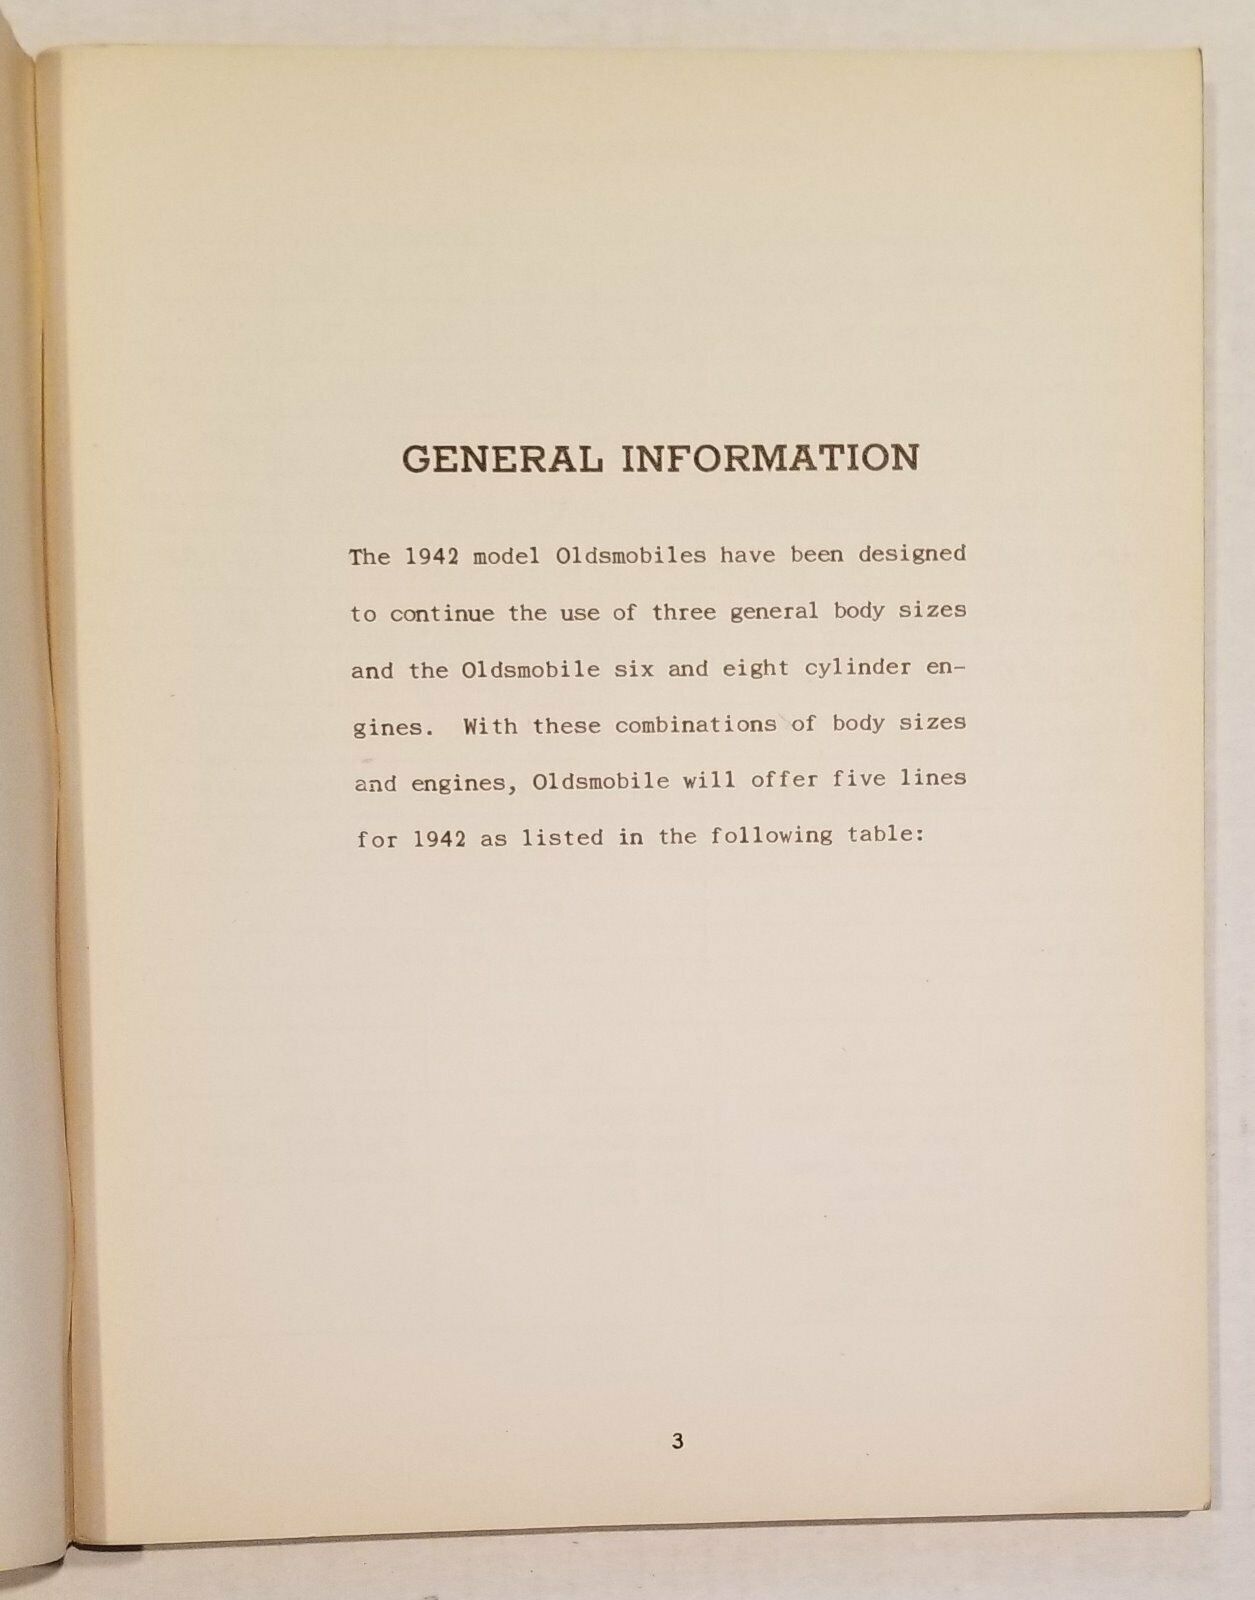 GENERAL INFORMATION
The 1942 model Oldsmobiles have been designed
to continue the use of three general body sizes
and the Oldsmobile six and eight cylinder en-
gines. With these combinations of body sizes
and engines, Oldsmobile will offer five lines
for 1942 as listed in the following table:
3